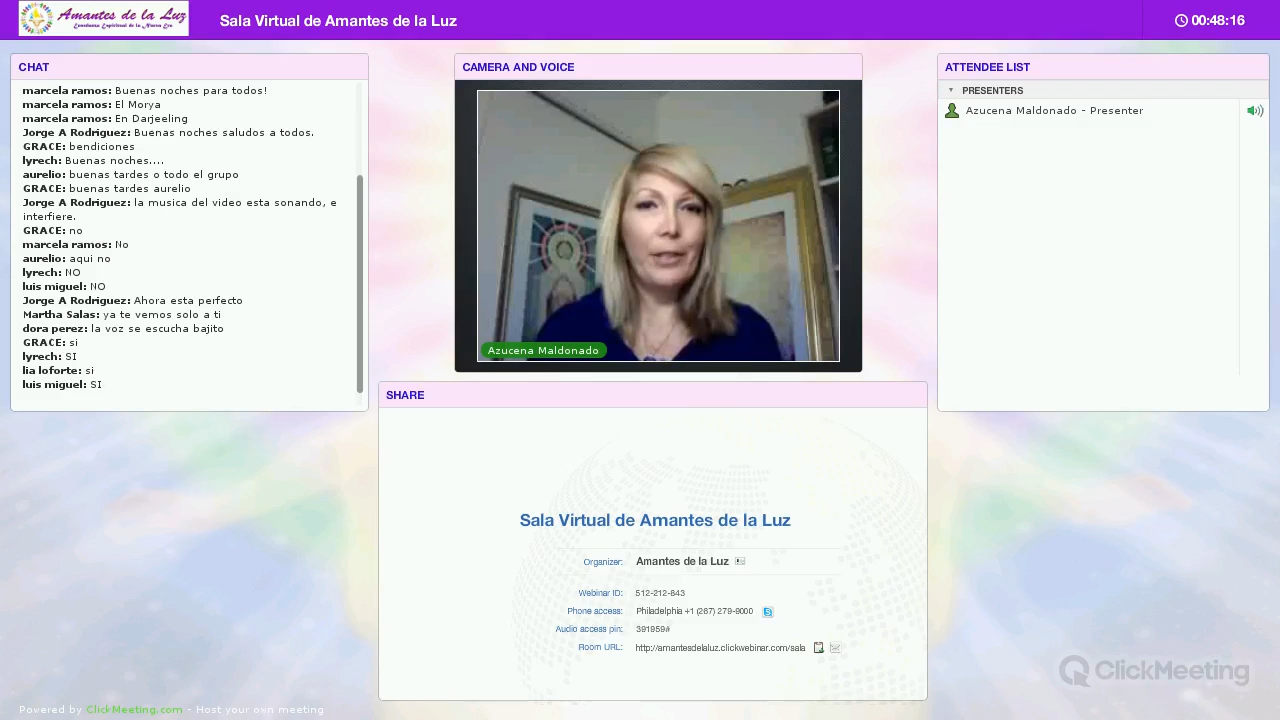 Amantes de la Luz
Enseñanza Espiritual de la Nueva Era
Sala Virtual de Amantes de la Luz
00:48:16
CHAT
marcela ramos: Buenas noches para todos!
marcela ramos: El Morya
marcela ramos: En Darjeeling
Jorge A Rodriguez: Buenas noches saludos a todos.
GRACE: bendiciones
lyrech: Buenas noches....
aurelio: buenas tardes o todo el grupo
GRACE: buenas tardes aurelio
Jorge A Rodriguez: la musica del video esta sonando, e
interfiere.
GRACE: no
marcela ramos: No
aurelio: aqui no
lyrech: NO
luis miguel: NO
Jorge A Rodriguez: Ahora esta perfecto
Martha Salas: ya te vemos solo a ti
dora perez: la voz se escucha bajito
GRACE: si
lyrech: SI
lia loforte: si
luis miguel: SI
CAMERA AND VOICE
Azucena Maldonado
ATTENDEE LIST
PRESENTERS
Azucena Maldonado - Presenter
SHARE
Sala Virtual de Amantes de la Luz
Organizer: Amantes de la Luz
Webinar ID: 512-212-843
Phone access: Philadelphia +1 (267) 279-9000
Audio access pin: 391959#
Room URL: http://amantesdelaluz.clickwebinar.com/sala
ClickMeeting
Powered by ClickMeeting.com - Host your own meeting